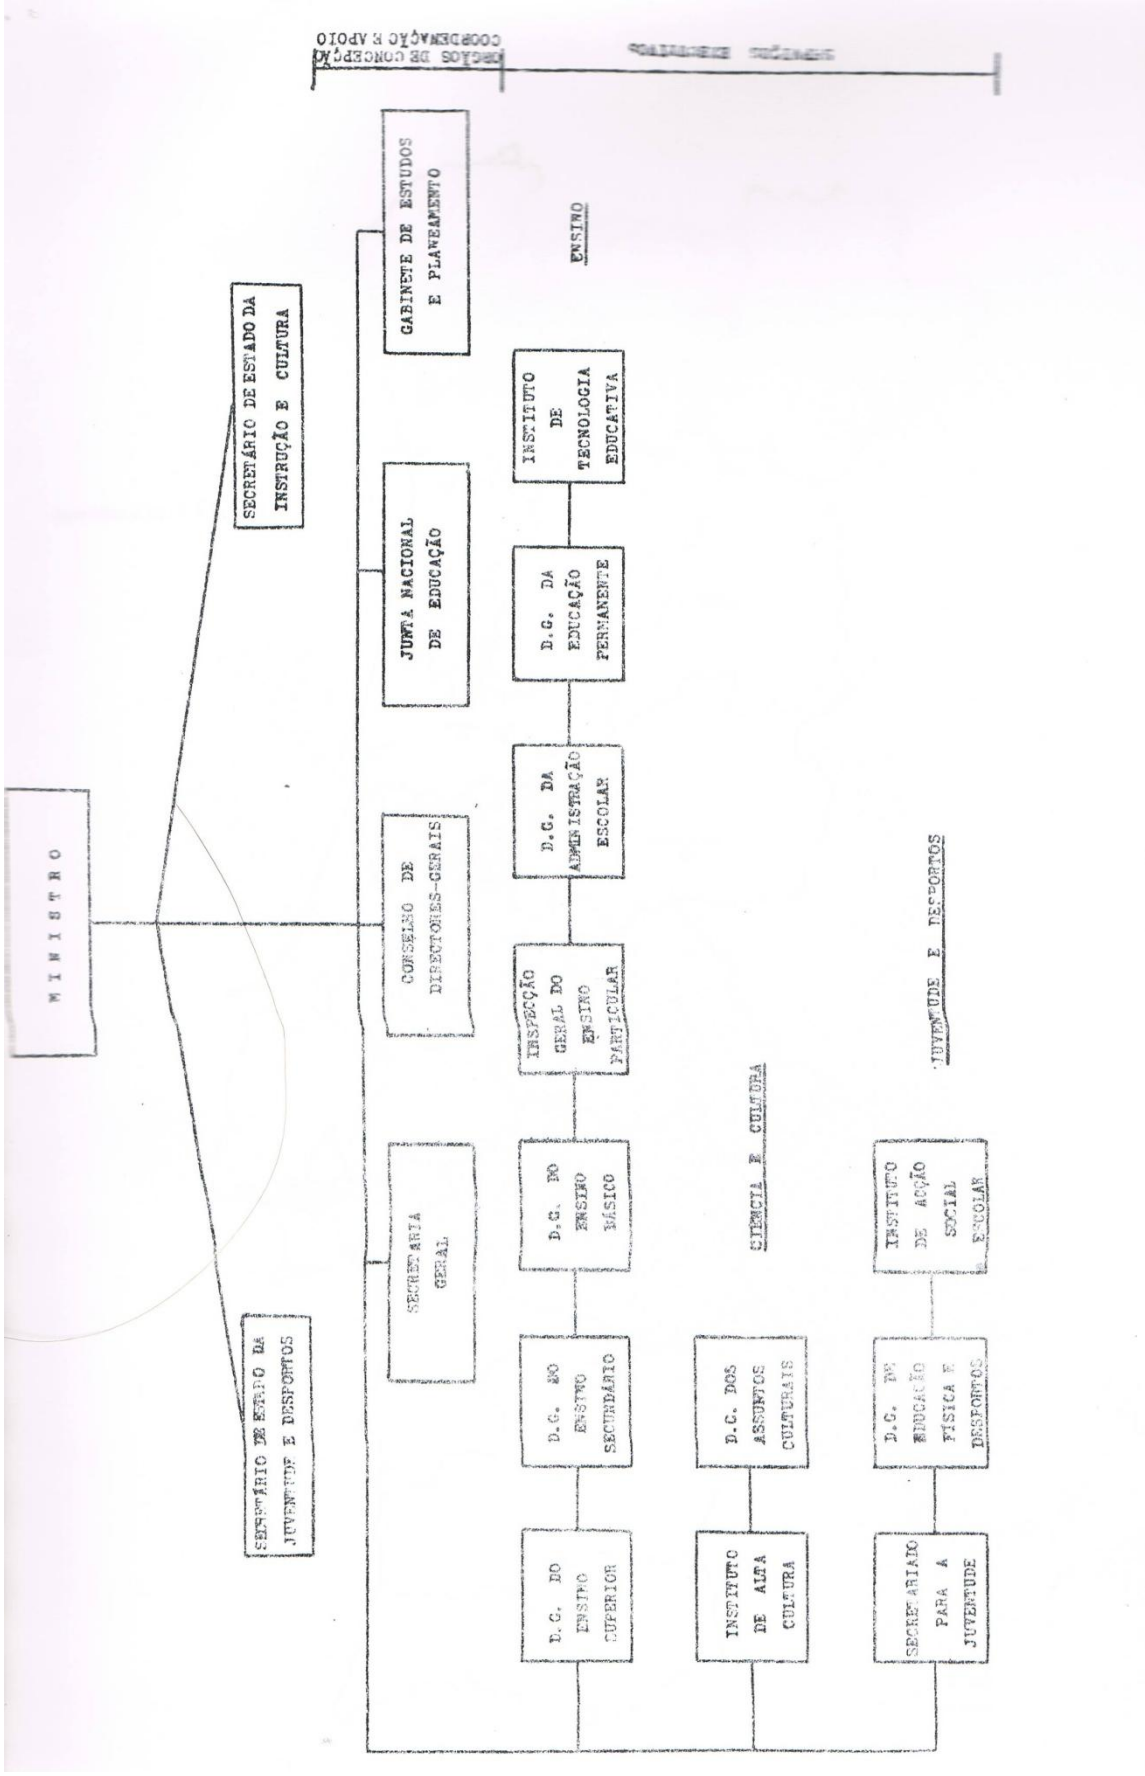 MINISTRO
SECRETÁRIO DE ESTADO DA
JUVENTUDE E DESPORTOS
SECRETÁRIO DE ESTADO DA
INSTRUÇÃO E CULTURA
ORGÃOS DE CONCEPÇÃO
COORDENAÇÃO E APOIO
SECRETARIA
GERAL
CONSELHO DE
DIRECTORES-GERAIS
JUNTA NACIONAL
DE EDUCAÇÃO
GABINETE DE ESTUDOS
E PLANEAMENTO
SERVIÇOS EXECUTIVOS
ENSINO
D.G. DO
ENSINO
SUPERIOR
D.G. DO
ENSINO
SECUNDÁRIO
D.G. DO
ENSINO
BÁSICO
INSPECÇÃO
GERAL DO
ENSINO
PARTICULAR
D.G. DA
ADMINISTRAÇÃO
ESCOLAR
D.G. DA
EDUCAÇÃO
PERMANENTE
INSTITUTO
DE
TECNOLOGIA
EDUCATIVA
CIENCIA E CULTURA
INSTITUTO
DE ALTA
CULTURA
D.G. DOS
ASSUNTOS
CULTURAIS
JUVENTUDE E DESPORTOS
SECRETARIADO
PARA A
JUVENTUDE
D.G. DE
EDUCAÇÃO
FÍSICA E
DESPORTOS
INSTITUTO
DE ACÇÃO
SOCIAL
ESCOLAR